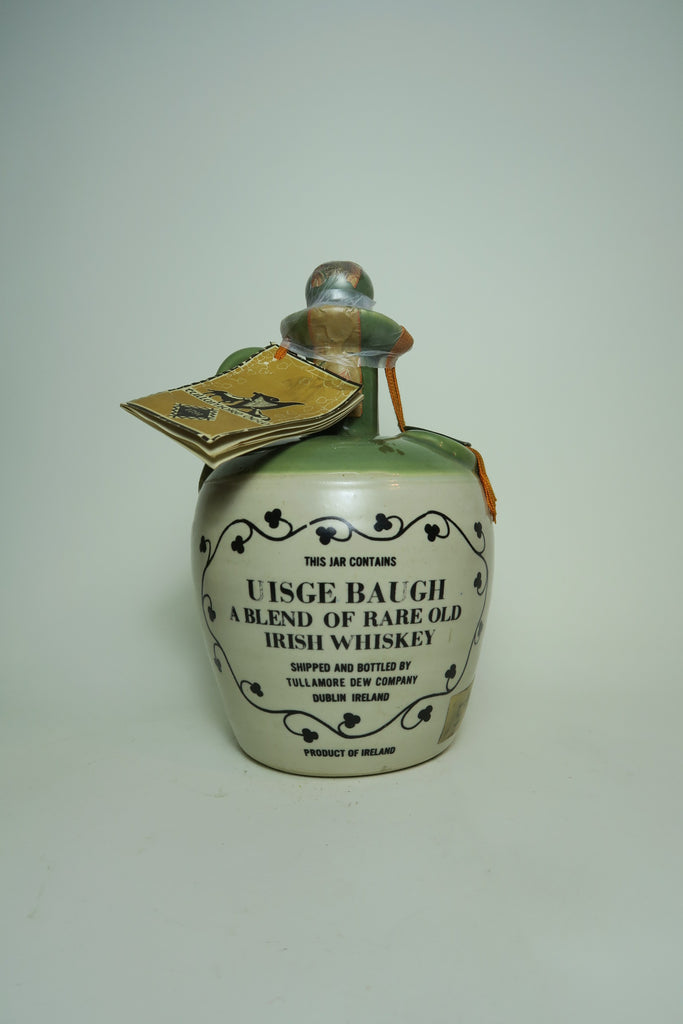 THIS JAR CONTAINS
UISGE BAUGH
A BLEND OF RARE OLD
IRISH WHISKEY
SHIPPED AND BOTTLED BY
TULLAMORE DEW COMPANY
DUBLIN IRELAND
PRODUCT OF IRELAND